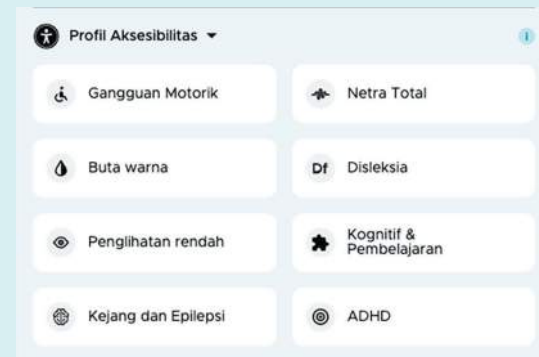 Profil Aksesibilitas
i
Gangguan Motorik
Netra Total
Buta warna
Df Disleksia
Penglihatan rendah
Kognitif &
Pembelajaran
Kejang dan Epilepsi
ADHD